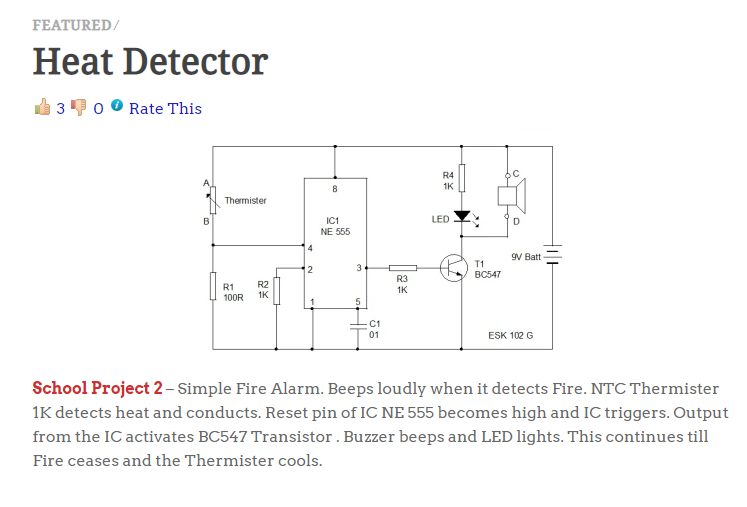 FEATURED/
Heat Detector
3 0 Rate This
A
Thermister
B
8
IC1
NE 555
4
2
3
1
5
R1
100R
R2
1K
C1
01
R3
1K
R4
1K
LED
C
D
T1
BC547
9V Batt
ESK 102 G
School Project 2 – Simple Fire Alarm. Beeps loudly when it detects Fire. NTC Thermister
1K detects heat and conducts. Reset pin of IC NE 555 becomes high and IC triggers. Output
from the IC activates BC547 Transistor . Buzzer beeps and LED lights. This continues till
Fire ceases and the Thermister cools.